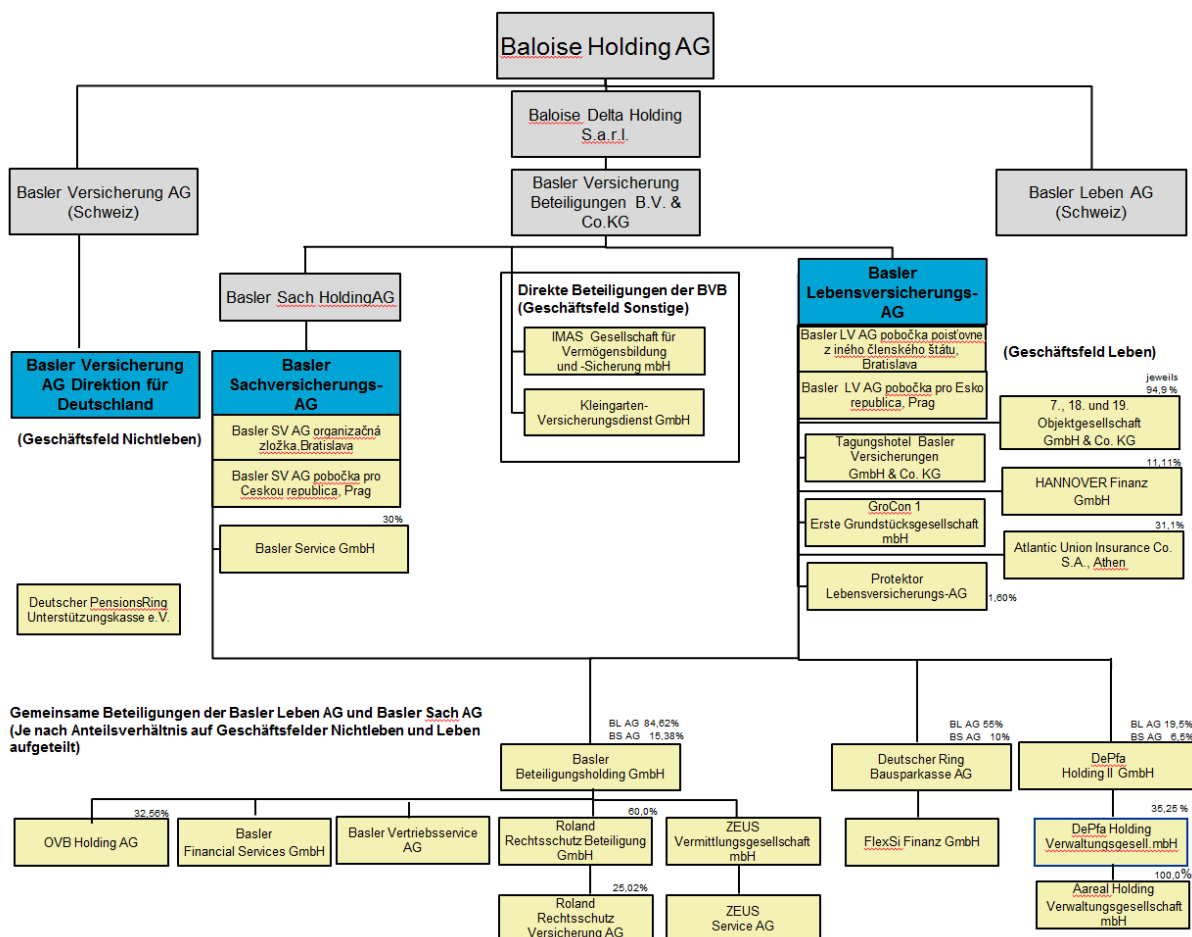 Baloise Holding AG
Baloise Delta Holding
S.a.r.l.
Basler Versicherung AG
(Schweiz)
Basler Versicherung
Beteiligungen B.V. &
Co.KG
Basler Leben AG
(Schweiz)
Basler Sach HoldingAG
Direkte Beteiligungen der BVB
(Geschäftsfeld Sonstige)
IMAS Gesellschaft für
Vermögensbildung
und -Sicherung mbH
Kleingarten-
Versicherungsdienst GmbH
Basler
Lebensversicherungs-
AG
Basler LV AG pobočka poisťovne
z iného členského štátu,
Bratislava
Basler LV AG pobočka pro Esko
republica, Prag
(Geschäftsfeld Leben)
Basler Versicherung
AG Direktion für
Deutschland
(Geschäftsfeld Nichtleben)
Basler
Sachversicherungs-
AG
Basler SV AG organizačná
zložka,Bratislava
Basler SV AG pobočka pro
Ceskou republica, Prag
30%
Basler Service GmbH
jeweils
94,9%
7., 18. und 19.
Objektgesellschaft
GmbH & Co. KG
Tagungshotel Basler
Versicherungen
GmbH & Co. KG
11,11%
HANNOVER Finanz
GmbH
GroCon 1
Erste Grundstücksgesellschaft
mbH
31,1%
Atlantic Union Insurance Co.
S.A., Athen
Protektor
Lebensversicherungs-AG
1,60%
Deutscher PensionsRing
Unterstützungskasse e.V.
Gemeinsame Beteiligungen der Basler Leben AG und Basler Sach AG
(Je nach Anteilsverhältnis auf Geschäftsfelder Nichtleben und Leben
aufgeteilt)
BL AG 84,62%
BS AG 15,38%
Basler
Beteiligungsholding GmbH
BL AG 55%
BS AG 10%
Deutscher Ring
Bausparkasse AG
BL AG 19,5%
BS AG 6,5%
DePfa
Holding II GmbH
32,56%
OVB Holding AG
Basler
Financial Services GmbH
Basler Vertriebsservice
AG
60,0%
Roland
Rechtsschutz Beteiligung
GmbH
ZEUS
Vermittlungsgesellschaft
mbH
FlexSi Finanz GmbH
35,25 %
DePfa Holding
Verwaltungsgesell.mbH
25,02%
Roland
Rechtsschutz
Versicherung AG
ZEUS
Service AG
100,0%
Aareal Holding
Verwaltungsgesellschaft
mbH